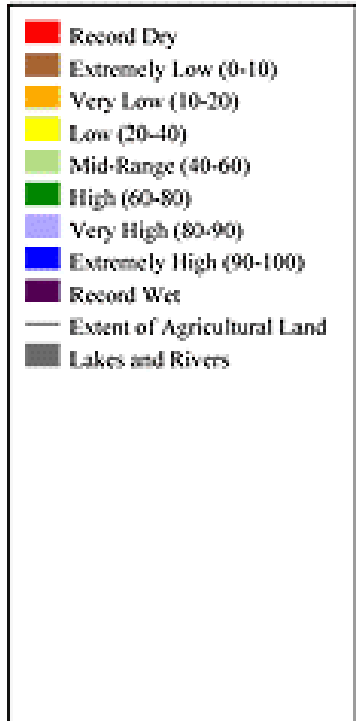 Record Dry
Extremely Low (0-10)
Very Low (10-20)
Low (20-40)
Mid-Range (40-60)
High (60-80)
Very High (80-90)
Extremely High (90-100)
Record Wet
Extent of Agricultural Land
Lakes and Rivers